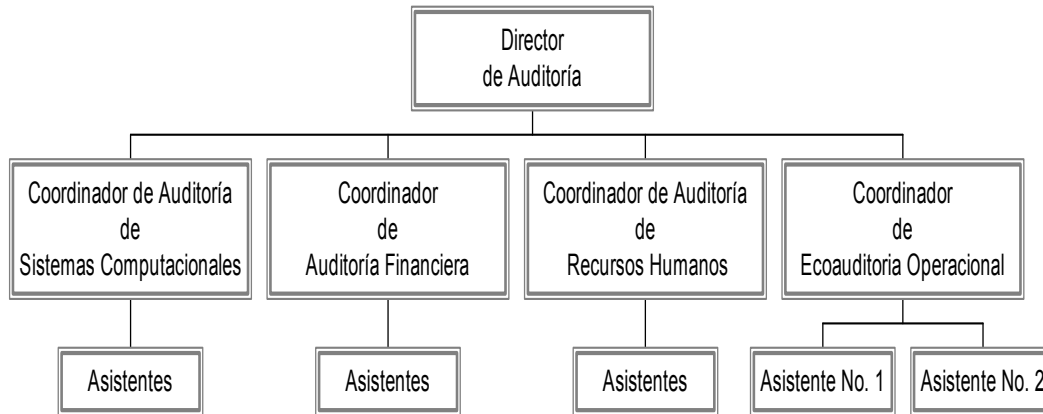 Director
de Auditoría
Coordinador de Auditoría
de
Sistemas Computacionales
Coordinador
de
Auditoría Financiera
Coordinador de Auditoría
de
Recursos Humanos
Coordinador
de
Ecoauditoria Operacional
Asistentes
Asistentes
Asistentes
Asistente No. 1
Asistente No. 2